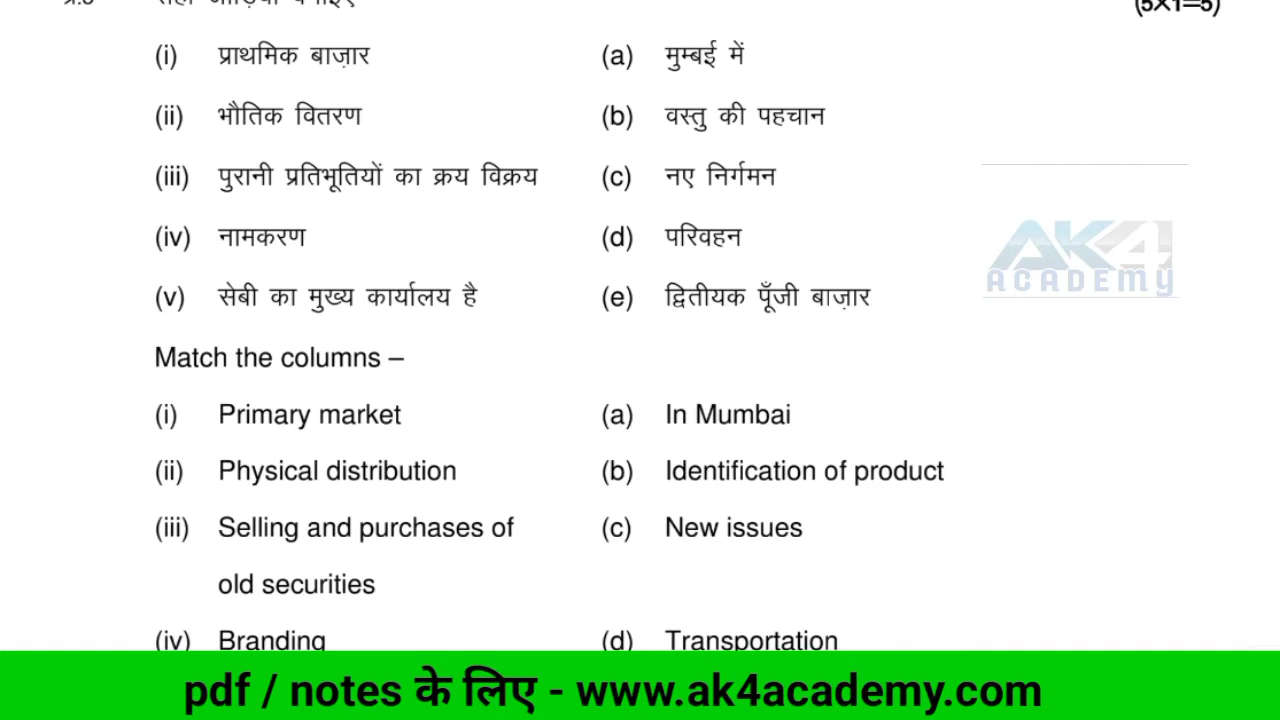 (5×1=5)
(i) प्राथमिक बाज़ार (a) मुम्बई में
(ii) भौतिक वितरण (b) वस्तु की पहचान
(iii) पुरानी प्रतिभूतियों का क्रय विक्रय (c) नए निर्गमन
(iv) नामकरण (d) परिवहन
(v) सेबी का मुख्य कार्यालय है (e) द्वितीयक पूँजी बाज़ार
AK4
ACADEMY
Match the columns –
(i) Primary market (a) In Mumbai
(ii) Physical distribution (b) Identification of product
(iii) Selling and purchases of (c) New issues
old securities
(iv) Branding (d) Transportation
pdf / notes के लिए - www.ak4academy.com